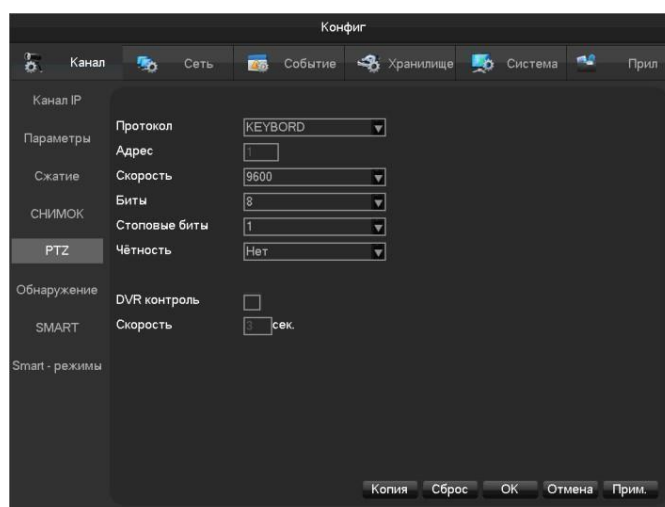 Конфиг
Канал Сеть Событие Хранилище Система Прил
Канал IP
Параметры
Сжатие
СНИМОК
PTZ
Обнаружение
SMART
Smart - режимы
Протокол KEYBORD
Адрес 1
Скорость 9600
Биты 8
Стоповые биты 1
Чётность Нет
DVR контроль
Скорость 3 сек.
Копия Сброс OK Отмена Прим.